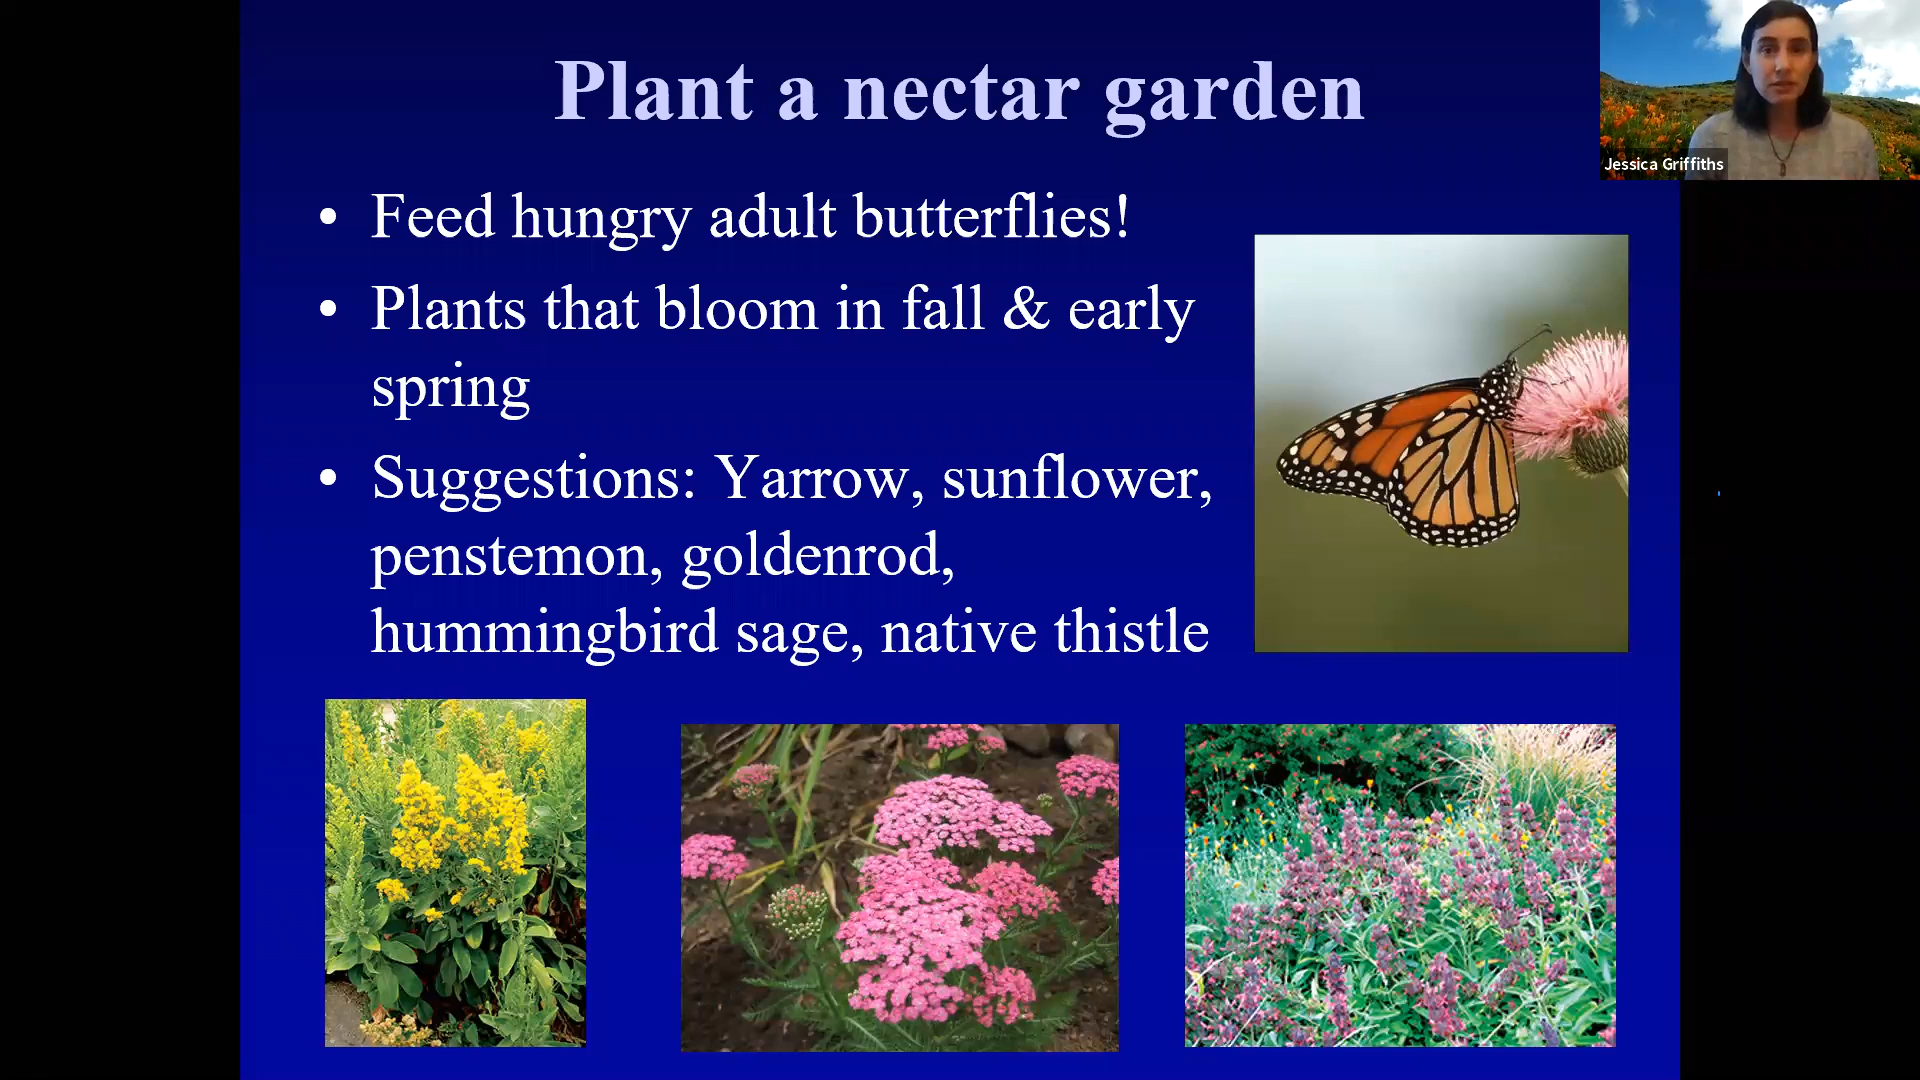 Plant a nectar garden
Jessica Griffiths
• Feed hungry adult butterflies!
• Plants that bloom in fall & early
spring
• Suggestions: Yarrow, sunflower,
penstemon, goldenrod,
hummingbird sage, native thistle